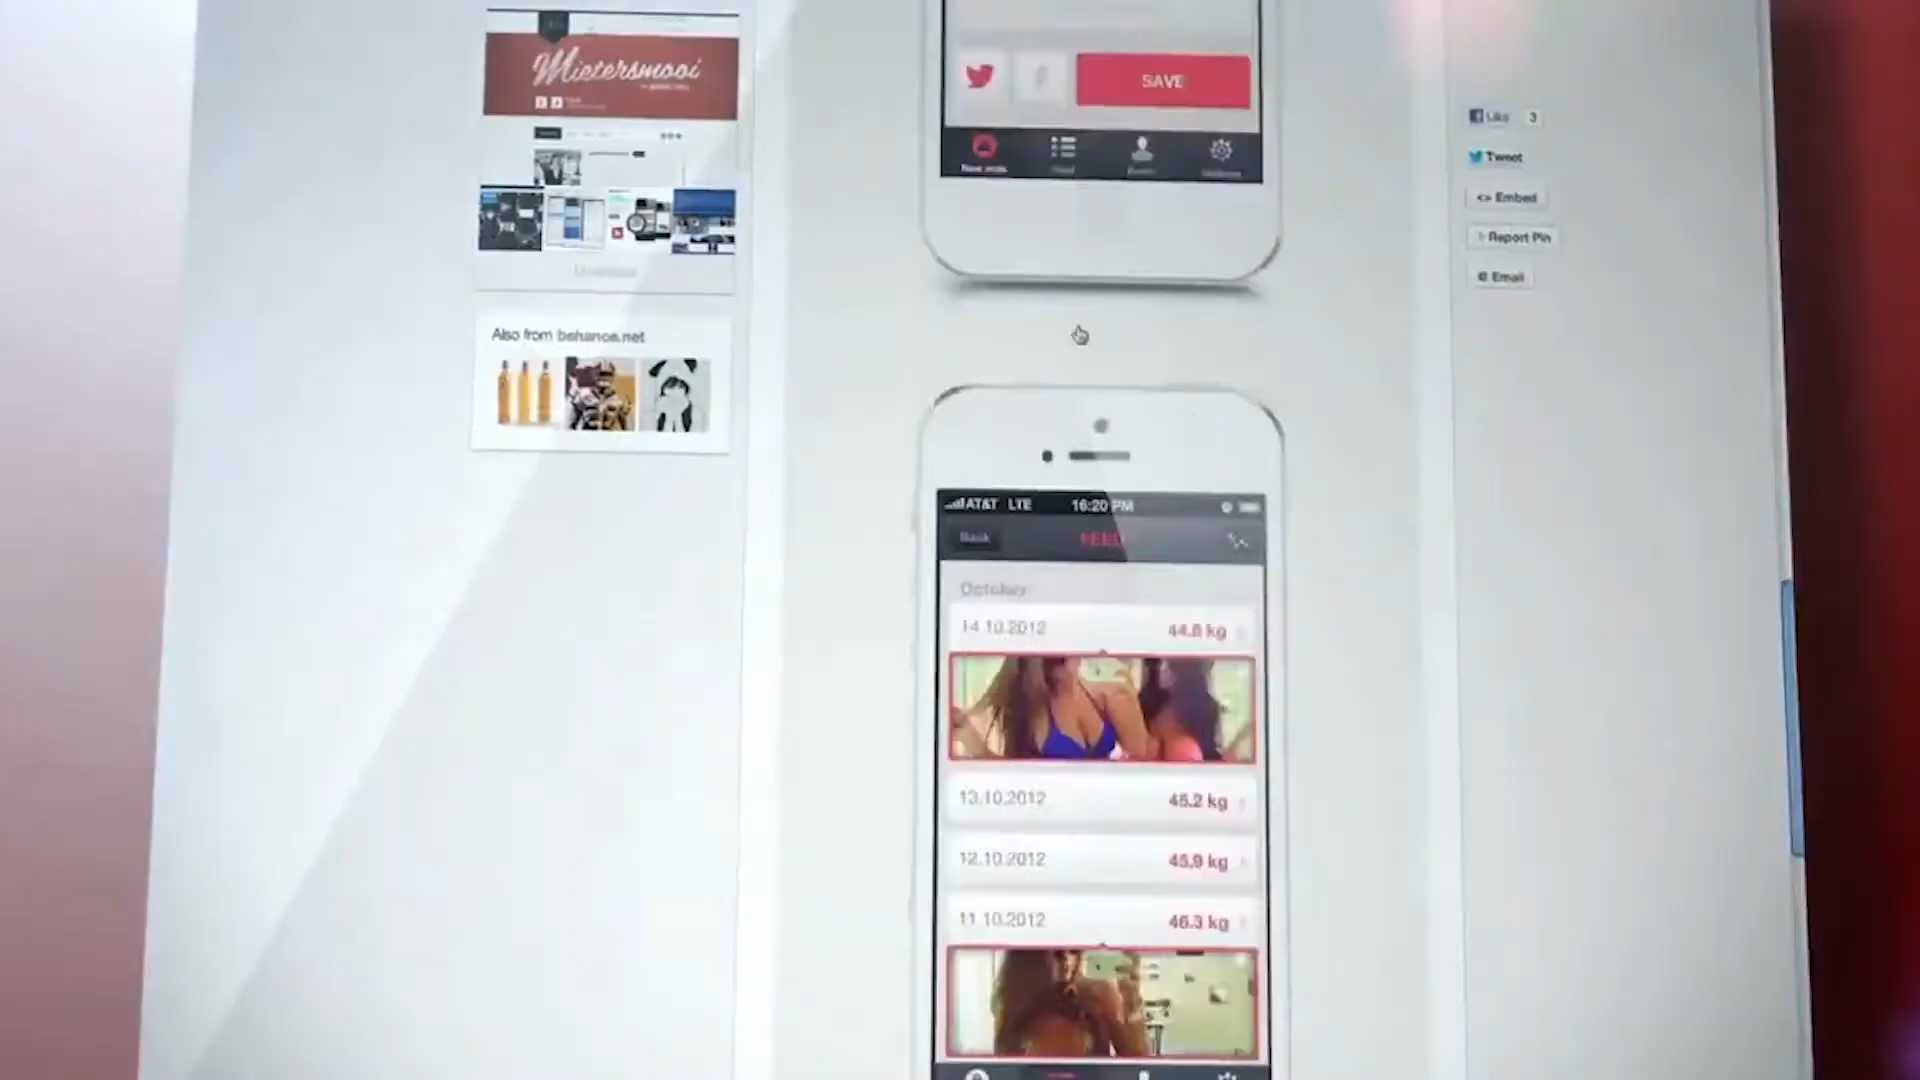 Mietersmooi
SAVE
Like 3
Tweet
<> Embed
Report Pin
Email
Also from behance.net
AT&T LTE 16:20 PM
Back FEED
October
14.10.2012 44.8 kg
13.10.2012 45.2 kg
12.10.2012 45.9 kg
11.10.2012 46.3 kg